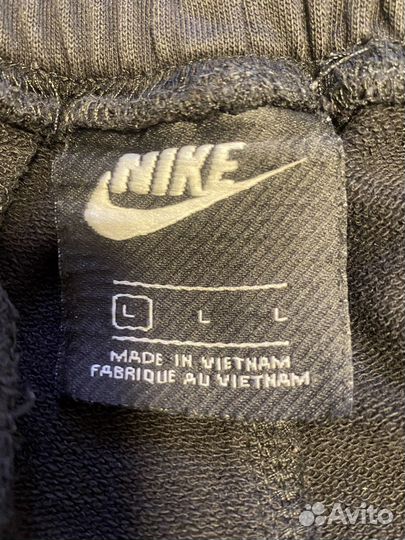 NIKE
L L L
MADE IN VIETNAM
FABRIQUE AU VIETNAM
Avito